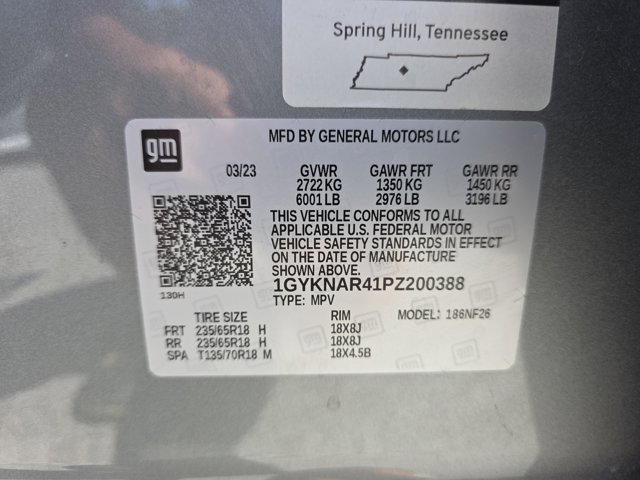 Spring Hill, Tennessee
gm
MFD BY GENERAL MOTORS LLC
03/23 GVWR GAWR FRT GAWR RR
2722 KG 1350 KG 1450 KG
6001 LB 2976 LB 3196 LB
THIS VEHICLE CONFORMS TO ALL
APPLICABLE U.S. FEDERAL MOTOR
VEHICLE SAFETY STANDARDS IN EFFECT
ON THE DATE OF MANUFACTURE
SHOWN ABOVE.
1GYKNAR41PZ200388
130H
TYPE: MPV
TIRE SIZE RIM MODEL: 186NF26
FRT 235/65R18 H 18X8J
RR 235/65R18 H 18X8J
SPA T135/70R18 M 18X4.5B